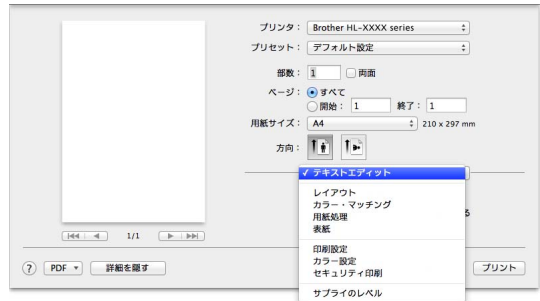 プリンタ： Brother HL-XXXX series
プリセット： デフォルト設定
部数： 1 両面
ページ： すべて
開始： 1 終了： 1
用紙サイズ： A4 210 x 297 mm
方向：
✓ テキストエディット
レイアウト
カラー・マッチング
用紙処理
表紙
る
印刷設定
カラー設定
セキュリティ印刷
サプライのレベル
1/1
? PDF 詳細を隠す プリント